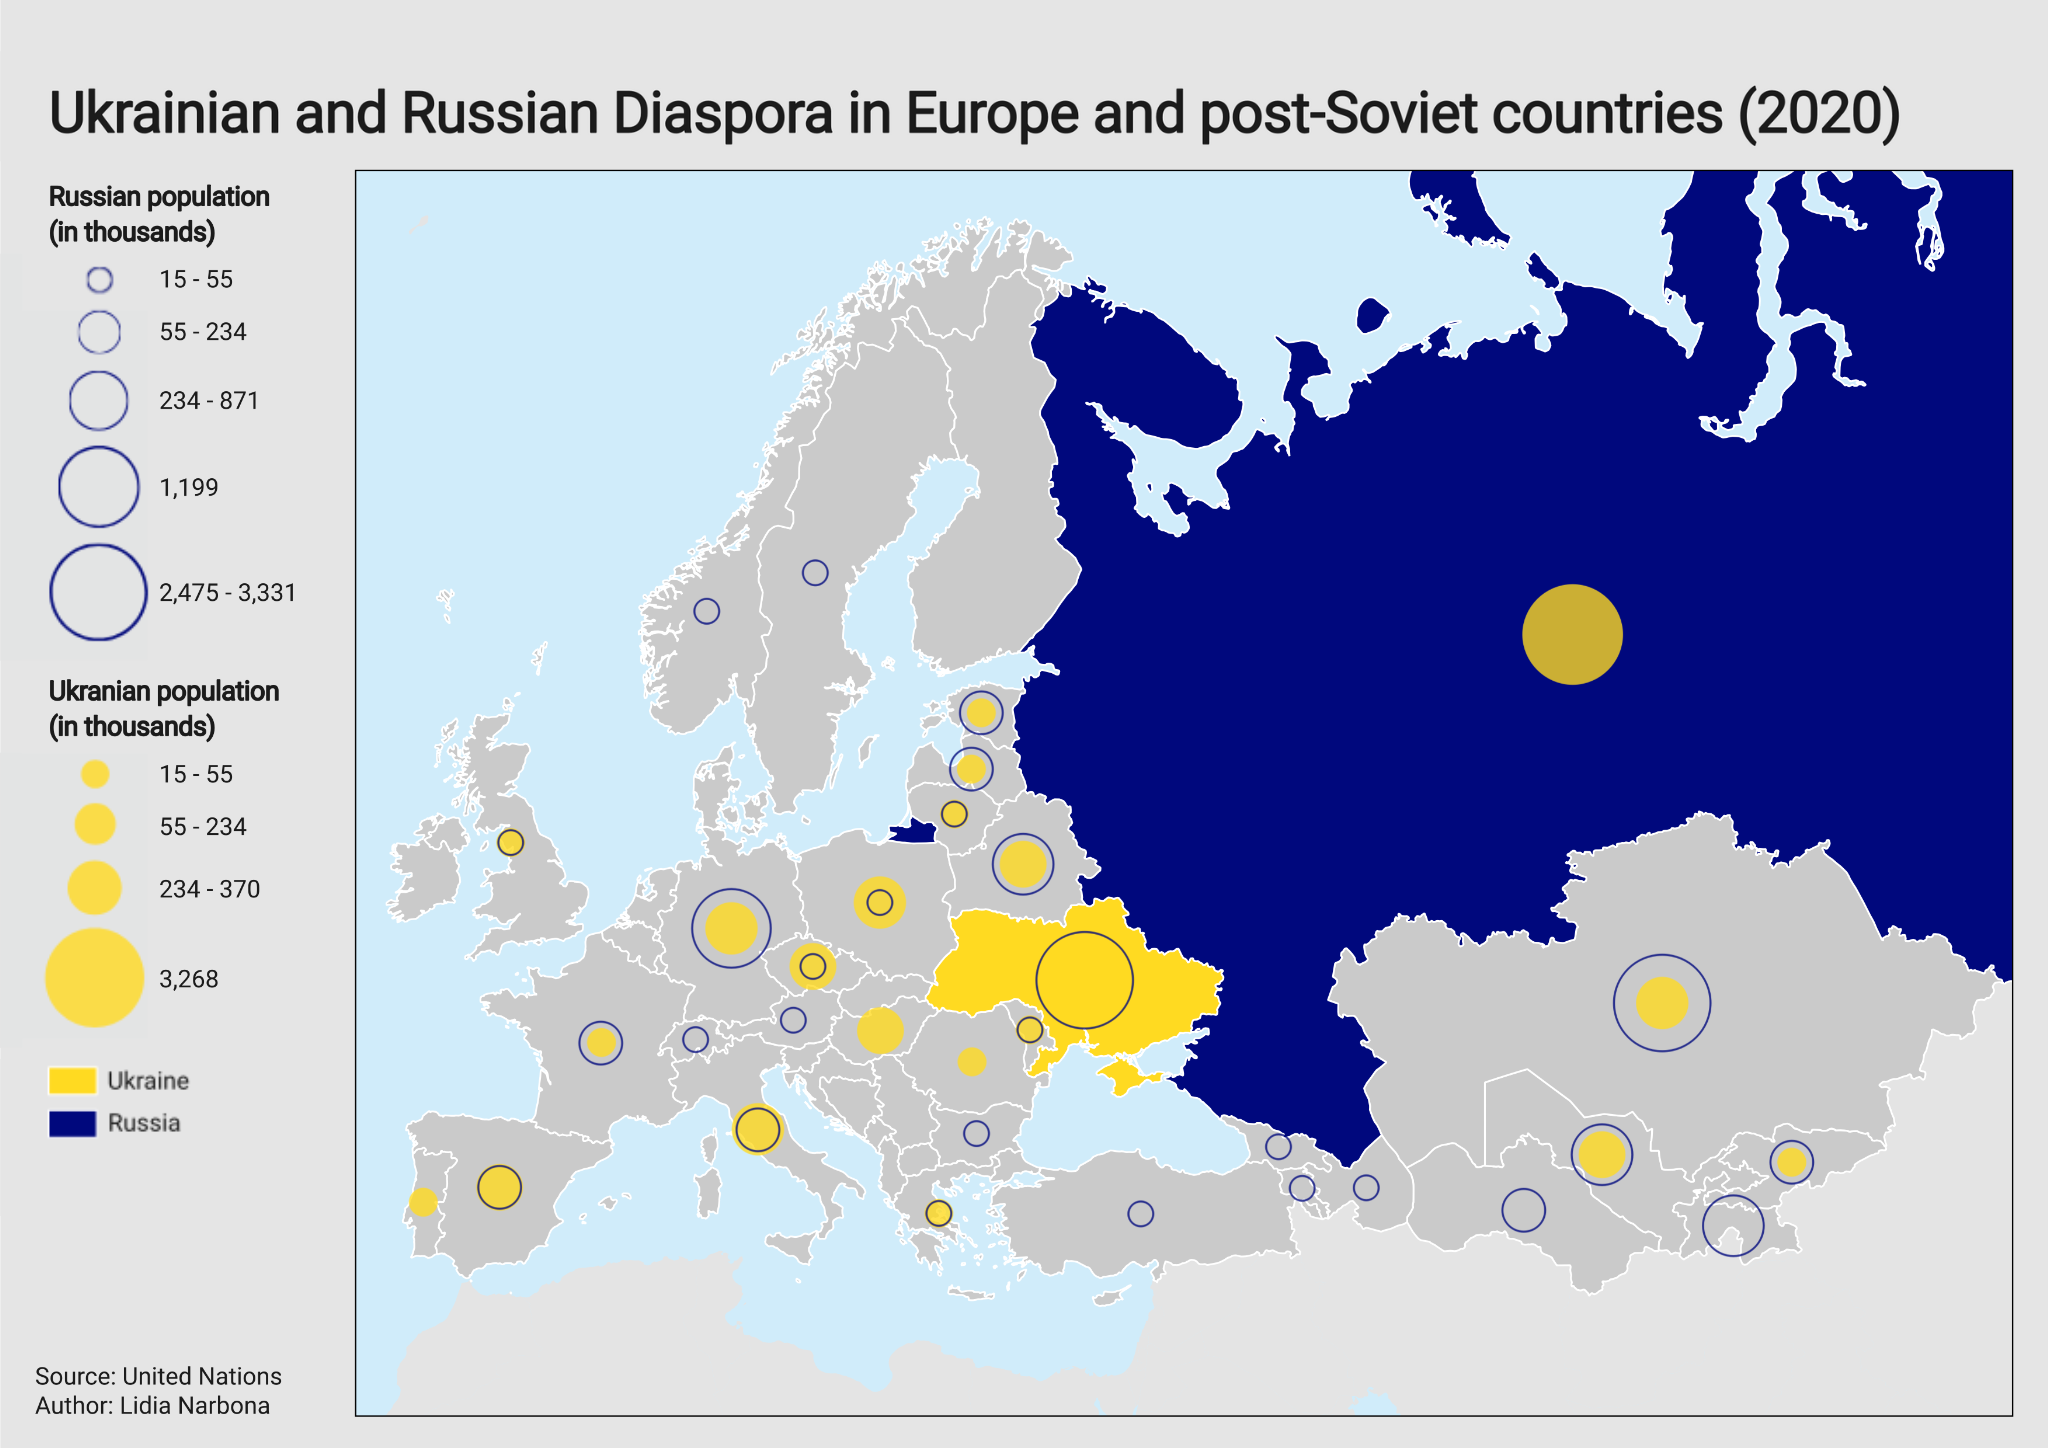 Ukrainian and Russian Diaspora in Europe and post-Soviet countries (2020)
Russian population
(in thousands)
15 - 55
55 - 234
234 - 871
1,199
2,475 - 3,331
Ukranian population
(in thousands)
15 - 55
55 - 234
234 - 370
3,268
Ukraine
Russia
Source: United Nations
Author: Lidia Narbona